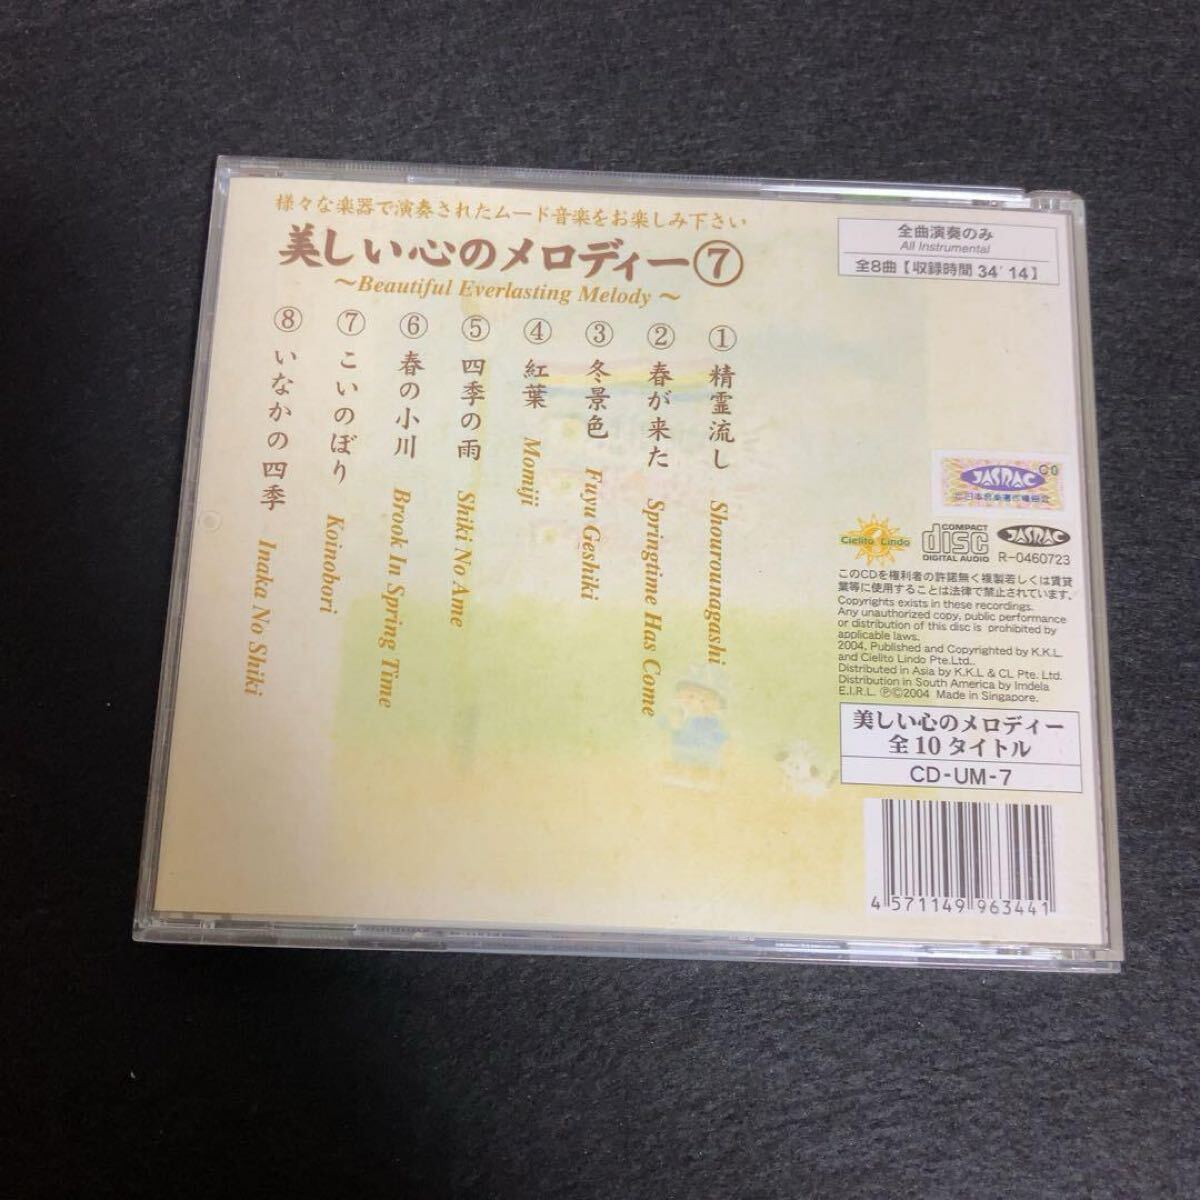 様々な楽器で演奏されたムード音楽をお楽しみ下さい
美しい心のメロディー⑦
～Beautiful Everlasting Melody～
① 精霊流し Shourounagashi
② 春が来た Springtime Has Come
③ 冬景色 Fuyu Geshiki
④ 紅葉 Momiji
⑤ 四季の雨 Shiki No Ame
⑥ 春の小川 Brook In Spring Time
⑦ こいのぼり Koinobori
⑧ いなかの四季 Inaka No Shiki
全曲演奏のみ
All Instrumental
全8曲【収録時間 34'14】
JASRAC
CO
Cielito Lindo
COMPACT
disc
DIGITAL AUDIO
JASRAC
R-0460723
このCDを権利者の許諾無く複製若しくは賃貸
業等に使用することは法律で禁止されています。
Copyrights exists in these recordings.
Any unauthorized copy, public performance
or distribution of this disc is prohibited by
applicable laws.
2004, Published and Copyrighted by K.K.L.
and Cielito Lindo Pte.Ltd..
Distributed in Asia by K.K.L & CL Pte. Ltd.
Distribution in South America by Imdela
E.I.R.L. ℗©2004 Made in Singapore.
美しい心のメロディー
全10タイトル
CD-UM-7
4 571149 963441